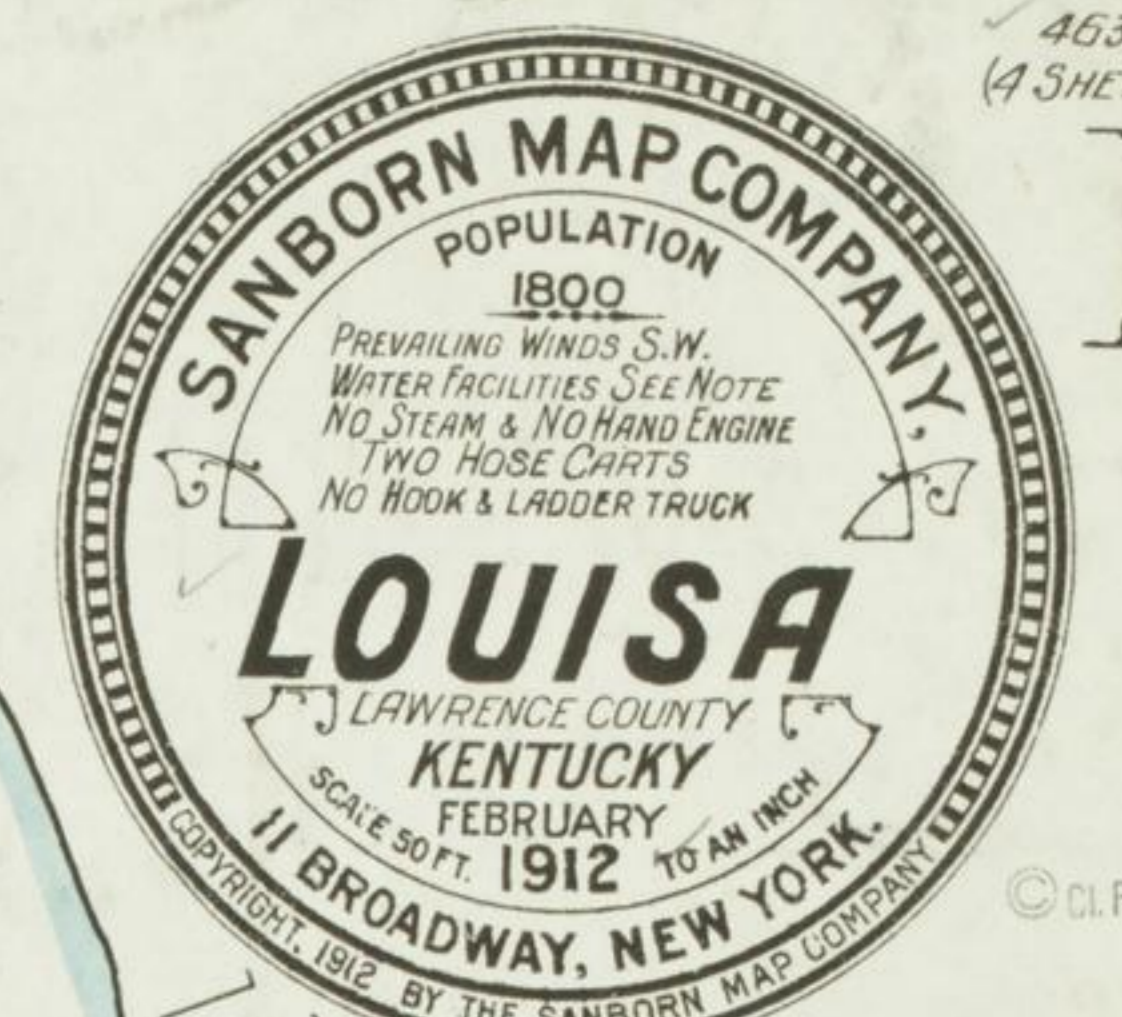 463
(4 SHE
SANBORN MAP COMPANY,
POPULATION
1800
PREVAILING WINDS S.W.
WATER FACILITIES SEE NOTE
NO STEAM & NO HAND ENGINE
TWO HOSE CARTS
NO HOOK & LADDER TRUCK
LOUISA
LAWRENCE COUNTY
KENTUCKY
FEBRUARY
1912
SCALE 50 FT. TO AN INCH
11 BROADWAY, NEW YORK.
COPYRIGHT, 1912 BY THE SANBORN MAP COMPANY
© Cl. F